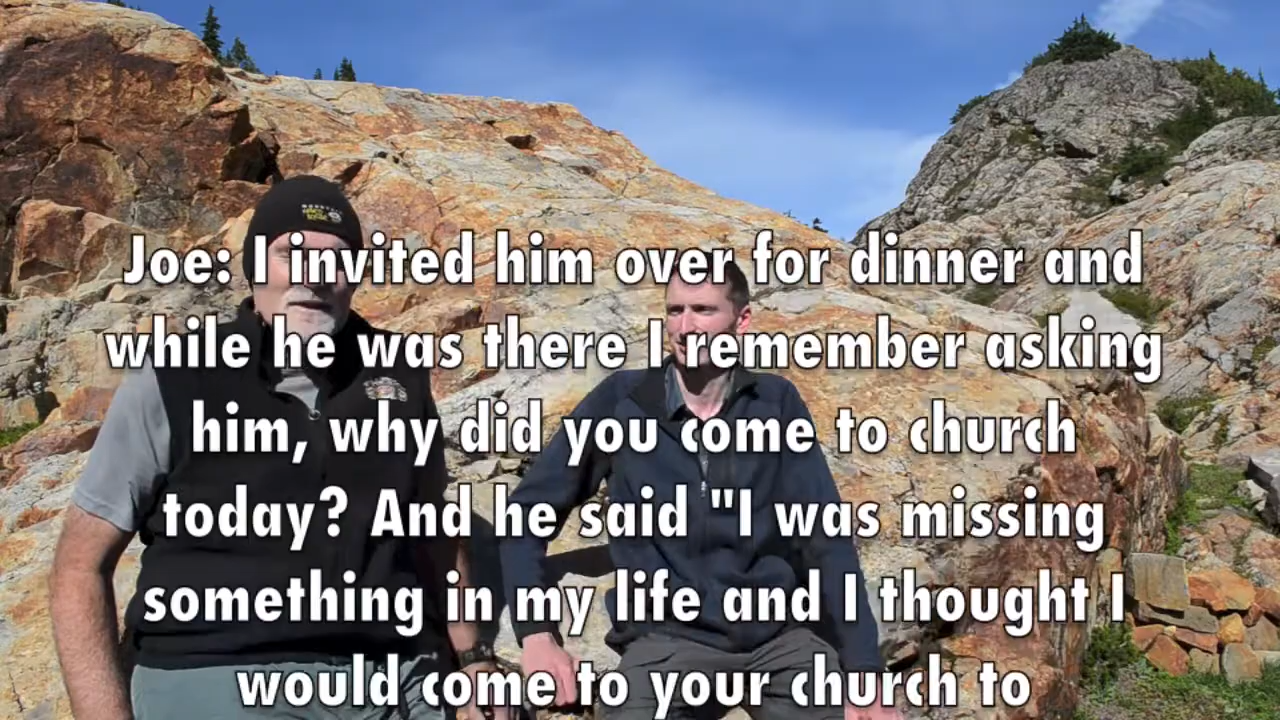 Joe: I invited him over for dinner and
while he was there I remember asking
him, why did you come to church
today? And he said "I was missing
something in my life and I thought I
would come to your church to